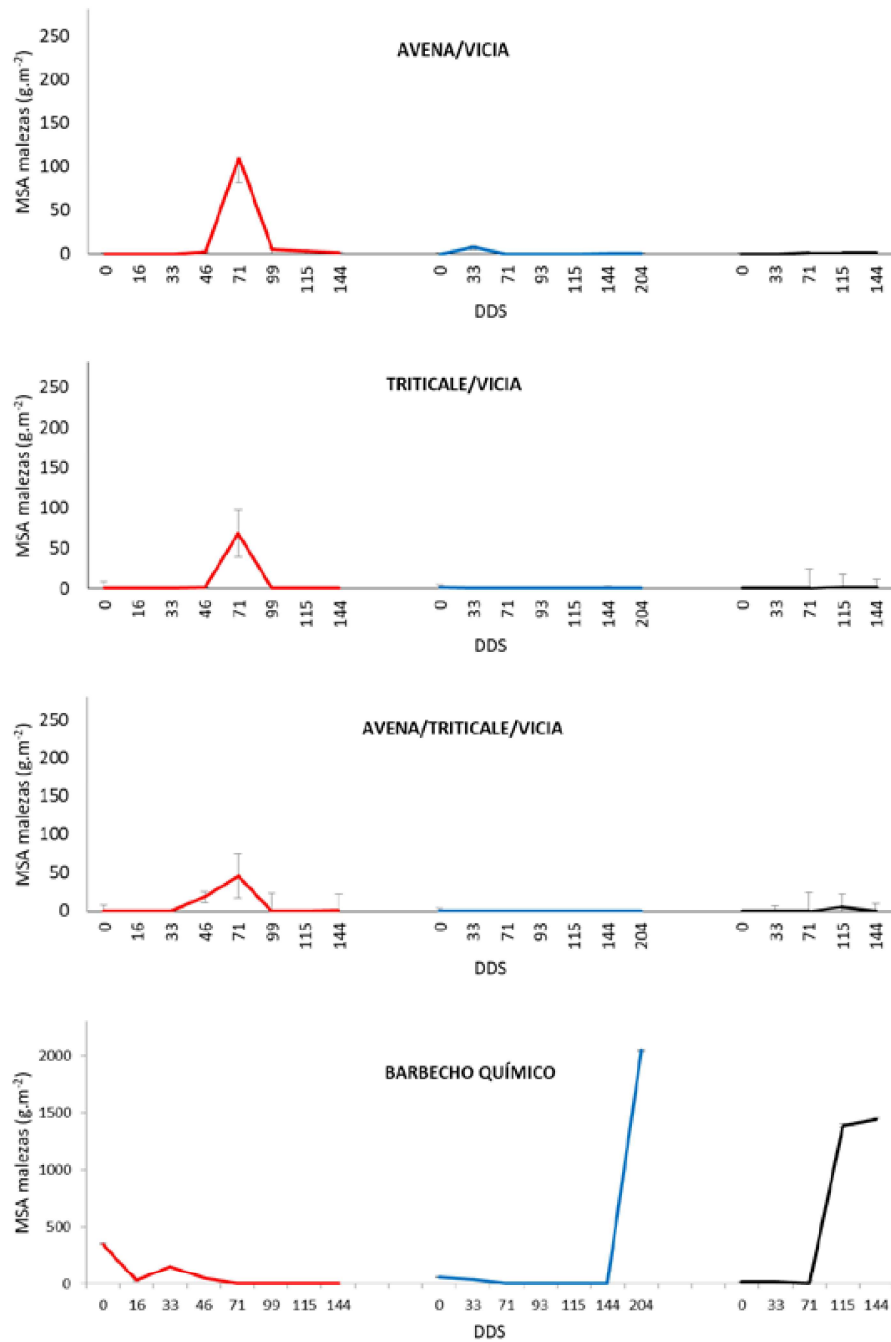 AVENA/VICIA
MSA malezas (g.m-2)
250
200
150
100
50
0
0 16 33 46 71 99 144 0 33 71 93 115 144 204 0 33 71 115 144
DDS
TRITICALE/VICIA
MSA malezas (g.m-2)
250
200
150
100
50
0
0 16 33 46 71 99 144 0 33 71 93 115 144 204 0 33 71 115 144
DDS
AVENA/TRITICALE/VICIA
MSA malezas (g.m-2)
250
200
150
100
50
0
0 16 33 46 71 99 144 0 33 71 93 115 144 204 0 33 71 115 144
DDS
BARBECHO QUÍMICO
MSA malezas (g.m-2)
2000
1500
1000
500
0
0 16 33 46 71 99 144 0 33 71 93 115 144 204 0 33 71 115 144
DDS